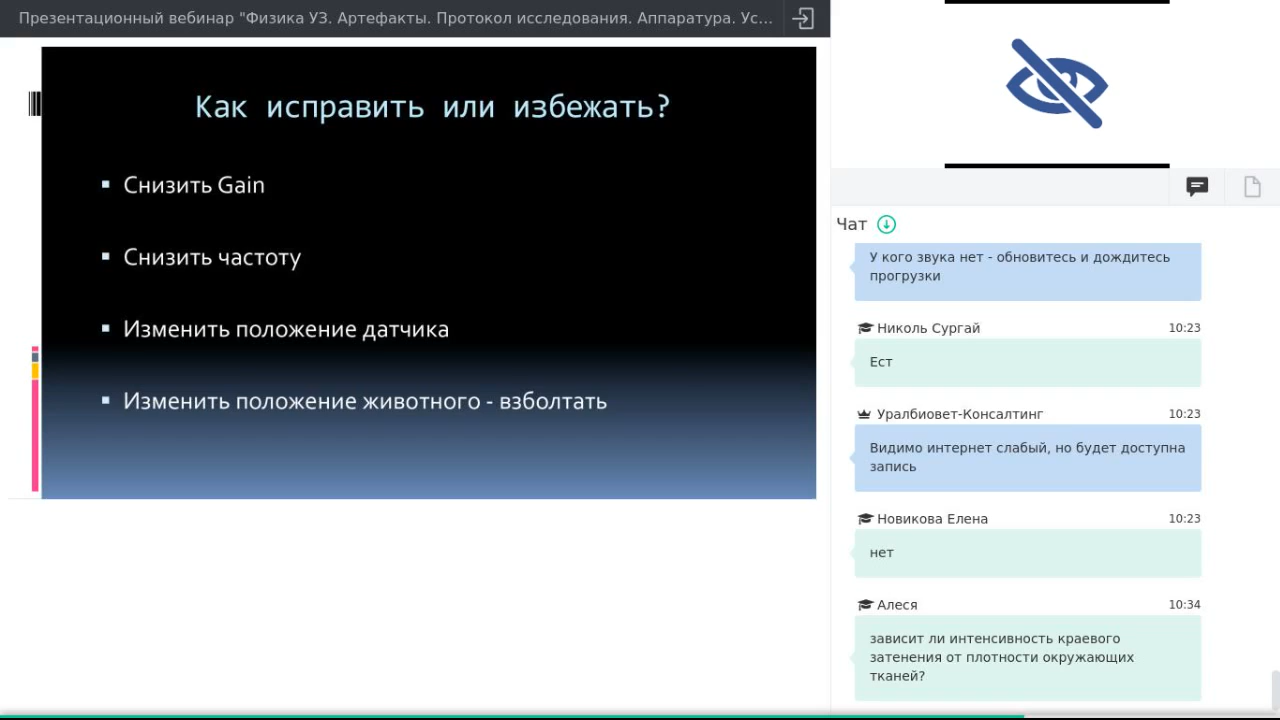 Презентационный вебинар "Физика УЗ. Артефакты. Протокол исследования. Аппаратура. Ус...
Как исправить или избежать?
Снизить Gain
Снизить частоту
Изменить положение датчика
Изменить положение животного - взболтать
Чат
У кого звука нет - обновитесь и дождитесь
прогрузки
Николь Сургай 10:23
Ест
Уралбиовет-Консалтинг 10:23
Видимо интернет слабый, но будет доступна
запись
Новикова Елена 10:23
нет
Алеся 10:34
зависит ли интенсивность краевого
затенения от плотности окружающих
тканей?